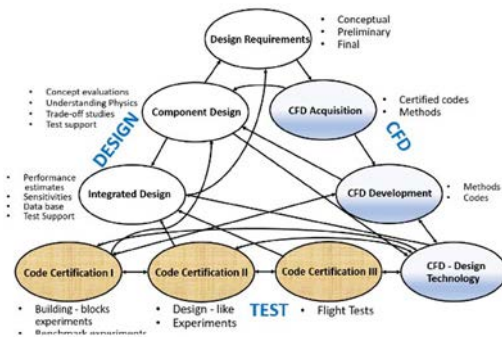 Design Requirements
• Conceptual
• Preliminary
• Final
• Concept evaluations
• Understanding Physics
• Trade-off studies
• Test support
Component Design
CFD Acquisition
• Certified codes
• Methods
DESIGN
CFD
• Performance
estimates
• Sensitivities
• Data base
• Test Support
Integrated Design
CFD Development
• Methods
• Codes
Code Certification I
Code Certification II
Code Certification III
CFD - Design
Technology
• Building - blocks
experiments
• Benchmark experiments
• Design - like
• Experiments
TEST
• Flight Tests